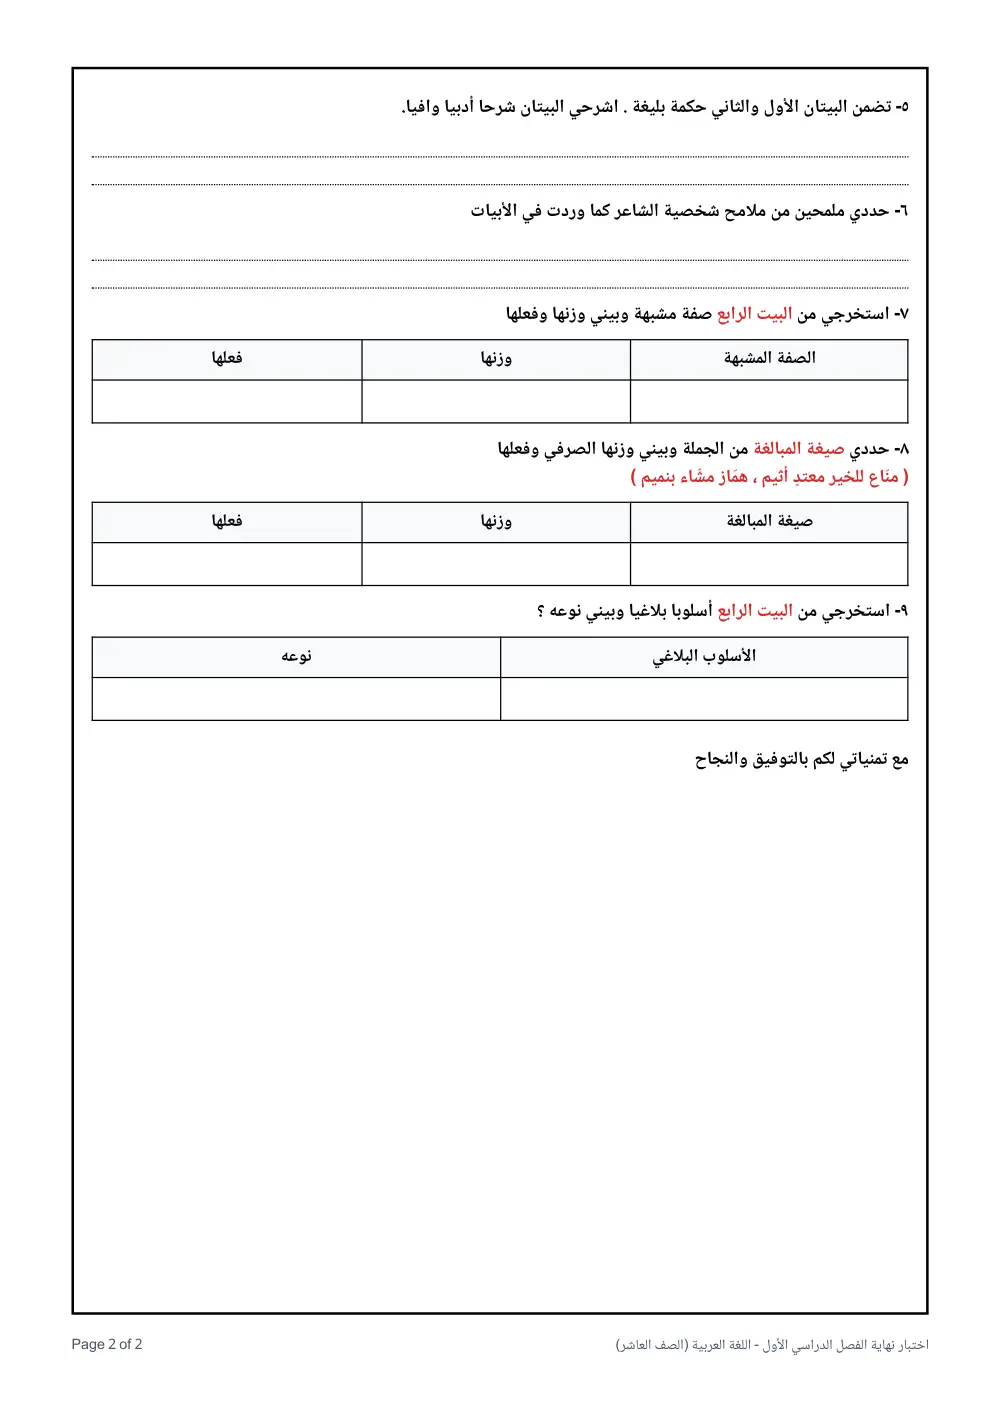 ٥- تضمن البيتان الأول والثاني حكمة بليغة . اشرحي البيتان شرحا أدبيا وافيا.
٦- حددي ملمحين من ملامح شخصية الشاعر كما وردت في الأبيات
٧- استخرجي من البيت الرابع صفة مشبهة وبيني وزنها وفعلها
الصفة المشبهة وزنها فعلها
٨- حددي صيغة المبالغة من الجملة وبيني وزنها الصرفي وفعلها
( منَاع للخير معتدِ أثيم ، همَاز مشَاء بنميم )
صيغة المبالغة وزنها فعلها
٩- استخرجي من البيت الرابع أسلوبا بلاغيا وبيني نوعه ؟
الأسلوب البلاغي نوعه
مع تمنياتي لكم بالتوفيق والنجاح
اختبار نهاية الفصل الدراسي الأول - اللغة العربية (الصف العاشر)
Page 2 of 2